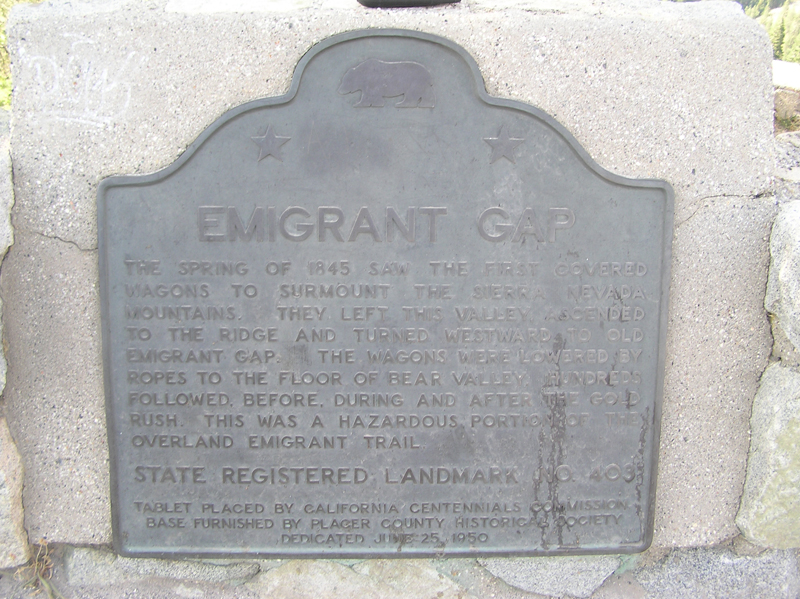 EMIGRANT GAP
THE SPRING OF 1845 SAW THE FIRST COVERED
WAGONS TO SURMOUNT THE SIERRA NEVADA
MOUNTAINS. THEY LEFT THIS VALLEY, ASCENDED
TO THE RIDGE AND TURNED WESTWARD TO OLD
EMIGRANT GAP. THE WAGONS WERE LOWERED BY
ROPES TO THE FLOOR OF BEAR VALLEY. HUNDREDS
FOLLOWED, BEFORE, DURING AND AFTER THE GOLD
RUSH. THIS WAS A HAZARDOUS PORTION OF THE
OVERLAND EMIGRANT TRAIL
STATE REGISTERED LANDMARK NO. 403
TABLET PLACED BY CALIFORNIA CENTENNIALS COMMISSION
BASE FURNISHED BY PLACER COUNTY HISTORICAL SOCIETY
DEDICATED JUNE 25, 1950